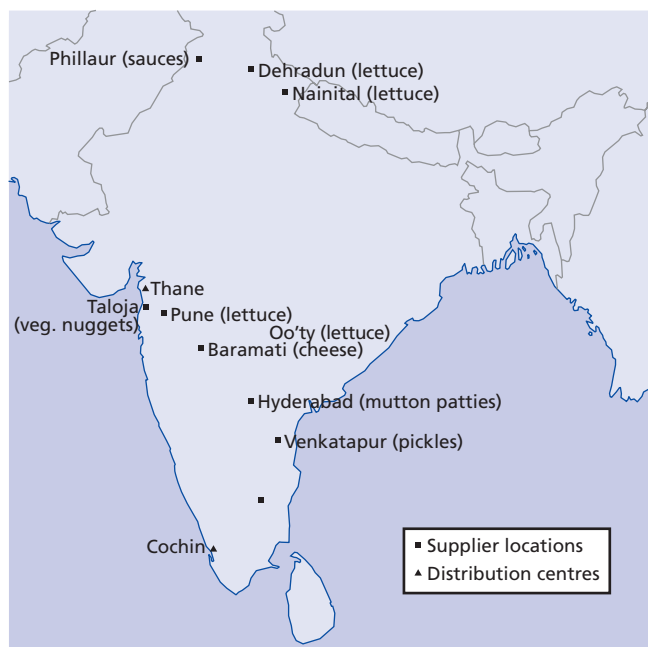 Phillaur (sauces)
Dehradun (lettuce)
Nainital (lettuce)
Thane
Taloja
(veg. nuggets)
Pune (lettuce)
Oo'ty (lettuce)
Baramati (cheese)
Hyderabad (mutton patties)
Venkatapur (pickles)
Cochin
Supplier locations
Distribution centres